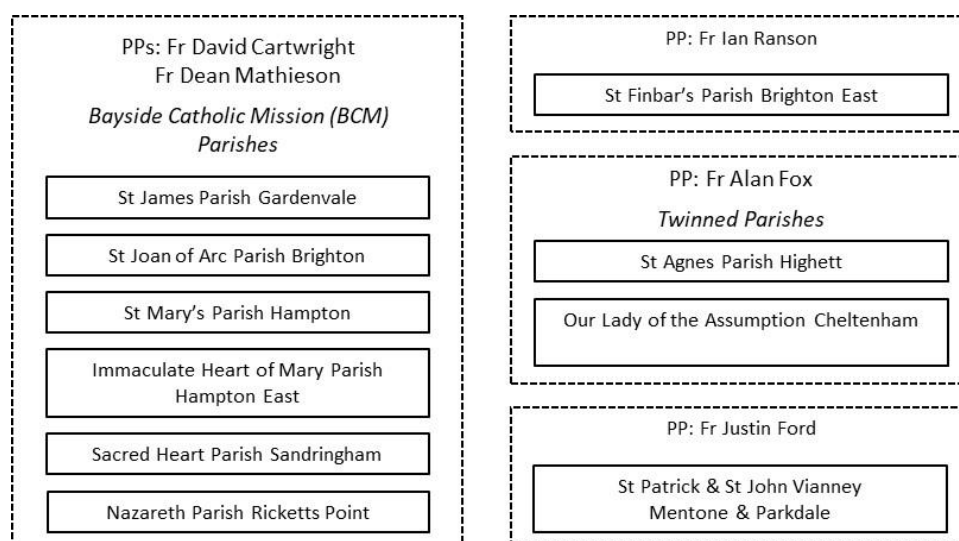 PPs: Fr David Cartwright
Fr Dean Mathieson
Bayside Catholic Mission (BCM)
Parishes
St James Parish Gardenvale
St Joan of Arc Parish Brighton
St Mary’s Parish Hampton
Immaculate Heart of Mary Parish
Hampton East
Sacred Heart Parish Sandringham
Nazareth Parish Ricketts Point
PP: Fr Ian Ranson
St Finbar’s Parish Brighton East
PP: Fr Alan Fox
Twinned Parishes
St Agnes Parish Highett
Our Lady of the Assumption Cheltenham
PP: Fr Justin Ford
St Patrick & St John Vianney
Mentone & Parkdale